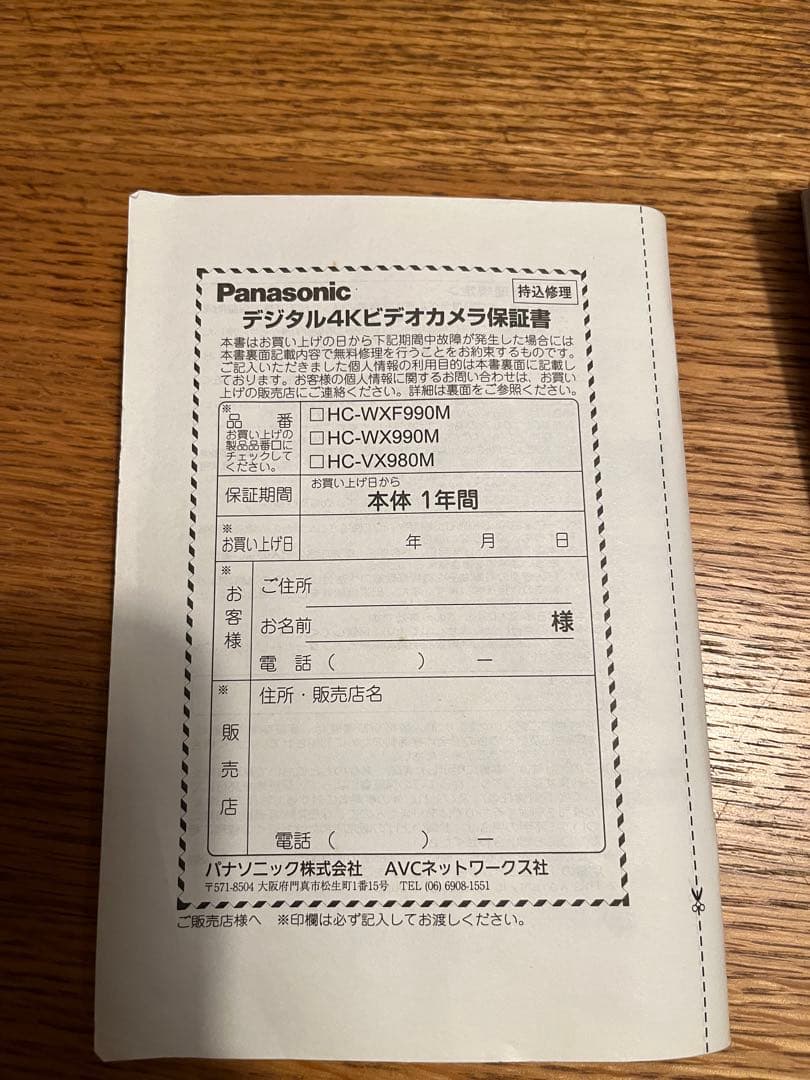 Panasonic 持込修理
デジタル4Kビデオカメラ保証書
本書はお買い上げの日から下記期間中故障が発生した場合には
本書裏面記載内容で無料修理を行うことをお約束するものです。
ご記入いただきました個人情報の利用目的は本書裏面に記載し
ております。お客様の個人情報に関するお問い合わせは、お買い
上げの販売店にご連絡ください。詳細は裏面をご参照ください。
※
品 番
お買い上げの
製品品番口に
チェックして
ください。
□HC-WXF990M
□HC-WX990M
□HC-VX980M
保証期間
お買い上げ日から
本体 1年間
※
お買い上げ日 年 月 日
※
お客様
ご住所
お名前 様
電 話 ( ) ー
※
販売店
住所・販売店名
電話 ( ) ー
パナソニック株式会社 AVCネットワークス社
〒571-8504 大阪府門真市松生町1番15号 TEL (06) 6908-1551
ご販売店様へ ※印欄は必ず記入してお渡しください。